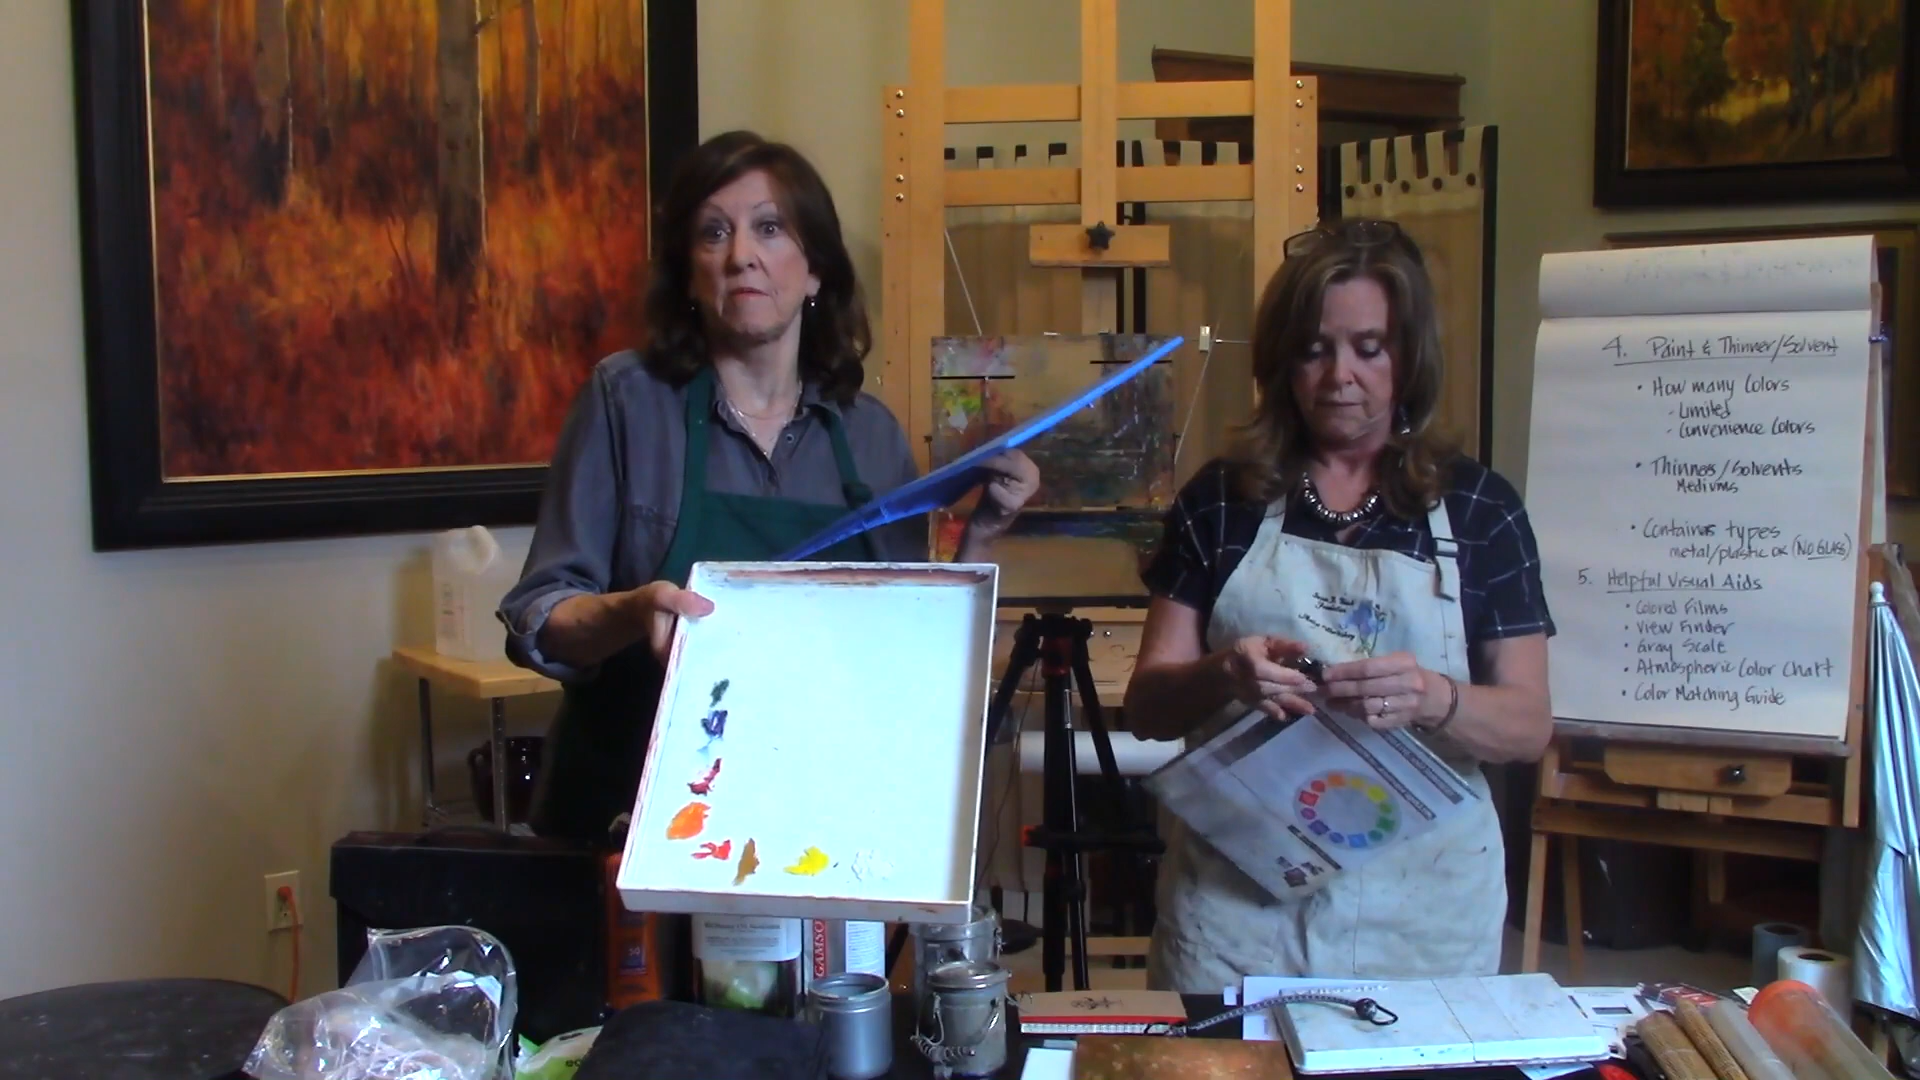 4. Paint & Thinner/Solvent
• How many Colors
- Limited
- Convenience Colors
• Thinners/Solvents
Mediums
• Containers types
metal/plastic ok (NO GLASS)
5. Helpful Visual Aids
• Colored Films
• View Finder
• Gray Scale
• Atmospheric Color Chart
• Color Matching Guide
GAMSO
30